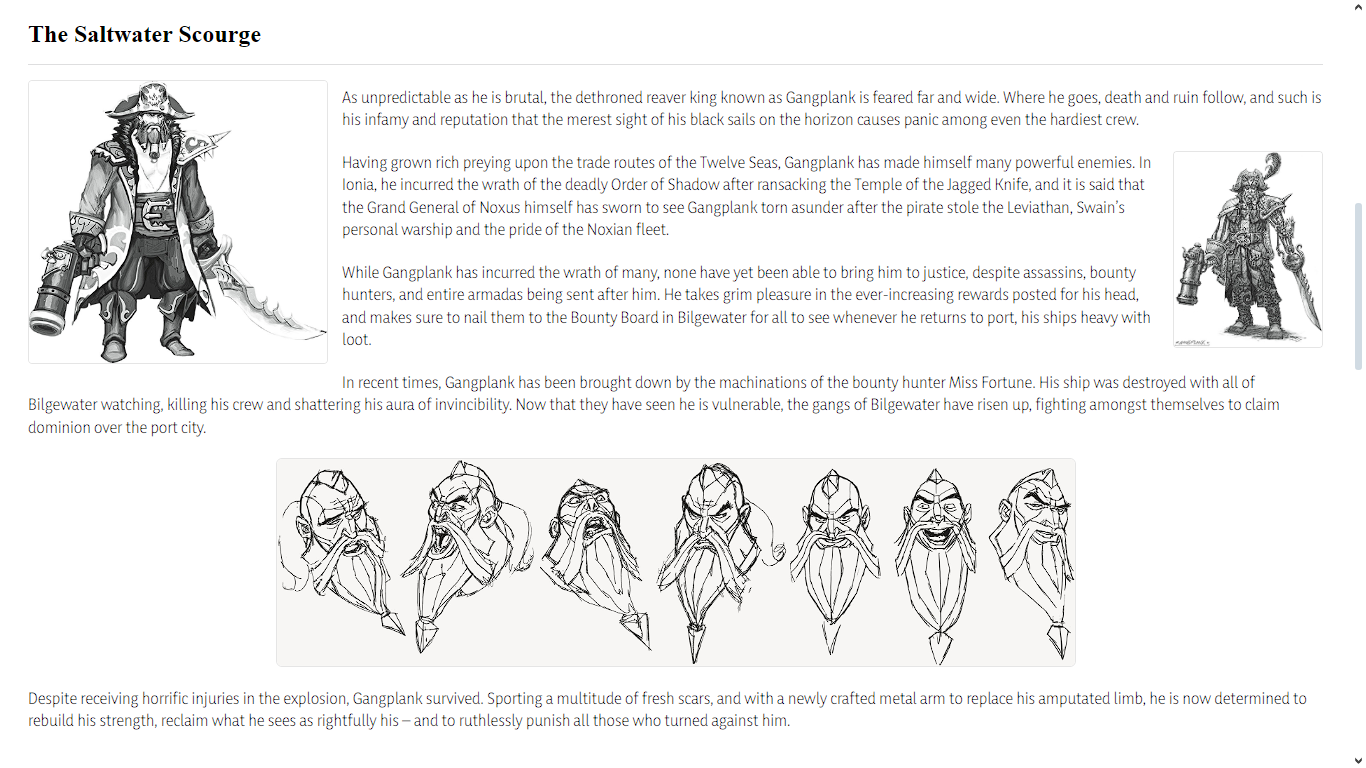 The Saltwater Scourge
As unpredictable as he is brutal, the dethroned reaver king known as Gangplank is feared far and wide. Where he goes, death and ruin follow, and such is
his infamy and reputation that the merest sight of his black sails on the horizon causes panic among even the hardiest crew.
Having grown rich preying upon the trade routes of the Twelve Seas, Gangplank has made himself many powerful enemies. In
Ionia, he incurred the wrath of the deadly Order of Shadow after ransacking the Temple of the Jagged Knife, and it is said that
the Grand General of Noxus himself has sworn to see Gangplank torn asunder after the pirate stole the Leviathan, Swain's
personal warship and the pride of the Noxian fleet.
While Gangplank has incurred the wrath of many, none have yet been able to bring him to justice, despite assassins, bounty
hunters, and entire armadas being sent after him. He takes grim pleasure in the ever-increasing rewards posted for his head,
and makes sure to nail them to the Bounty Board in Bilgewater for all to see whenever he returns to port, his ships heavy with
loot.
In recent times, Gangplank has been brought down by the machinations of the bounty hunter Miss Fortune. His ship was destroyed with all of
Bilgewater watching, killing his crew and shattering his aura of invincibility. Now that they have seen he is vulnerable, the gangs of Bilgewater have risen up, fighting amongst themselves to claim
dominion over the port city.
Despite receiving horrific injuries in the explosion, Gangplank survived. Sporting a multitude of fresh scars, and with a newly crafted metal arm to replace his amputated limb, he is now determined to
rebuild his strength, reclaim what he sees as rightfully his – and to ruthlessly punish all those who turned against him.